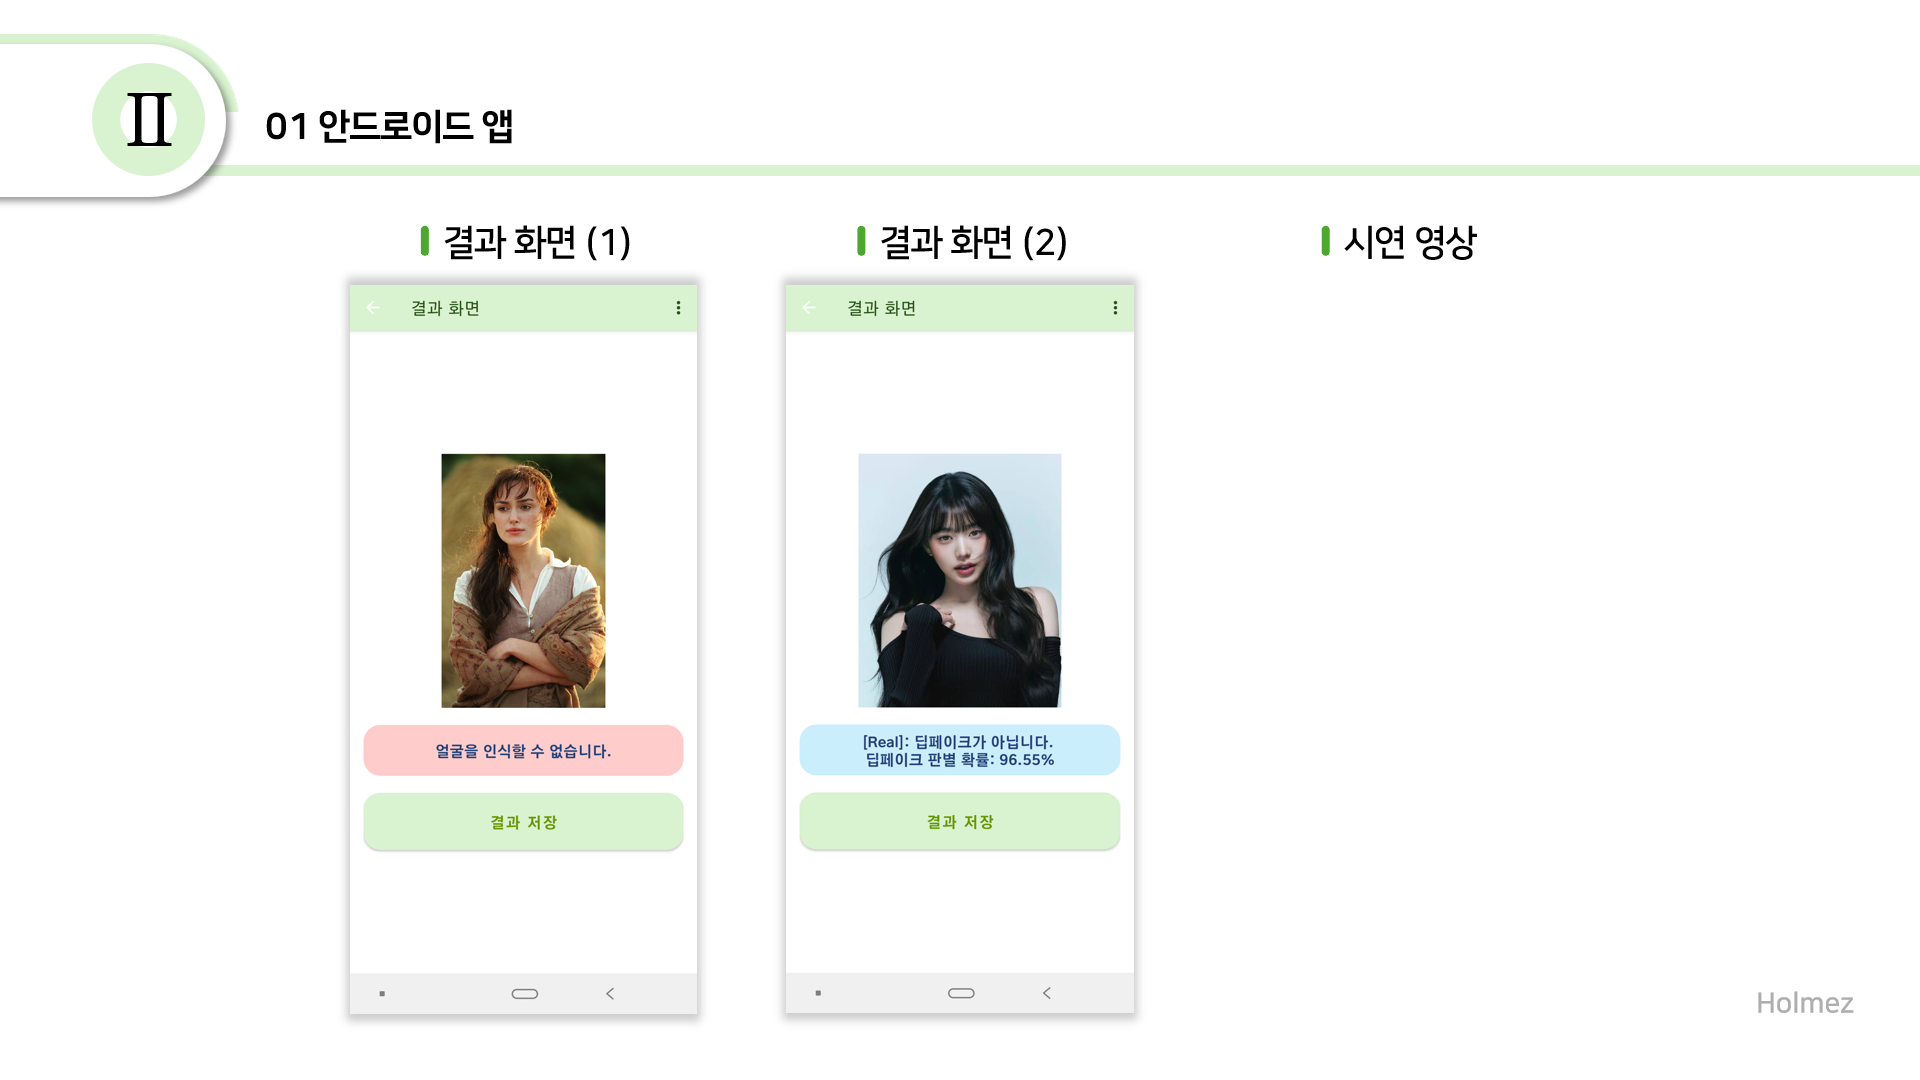 II
01 안드로이드 앱
결과 화면 (1)
결과 화면
얼굴을 인식할 수 없습니다.
결과 저장
결과 화면 (2)
결과 화면
[Real]: 딥페이크가 아닙니다.
딥페이크 판별 확률: 96.55%
결과 저장
시연 영상
Holmez